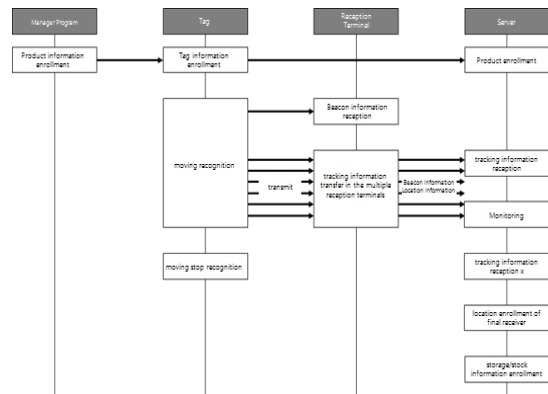 Manager Program
Tag
Reception
Terminal
Server
Product information
enrollment
Tag information
enrollment
Product enrollment
Beacon information
reception
moving recognition
transmit
tracking information
transfer in the multiple
reception terminals
Beacon Information
Location Information
tracking information
reception
Monitoring
moving stop recognition
tracking information
reception x
location enrollment of
final receiver
storage/stock
information enrollment